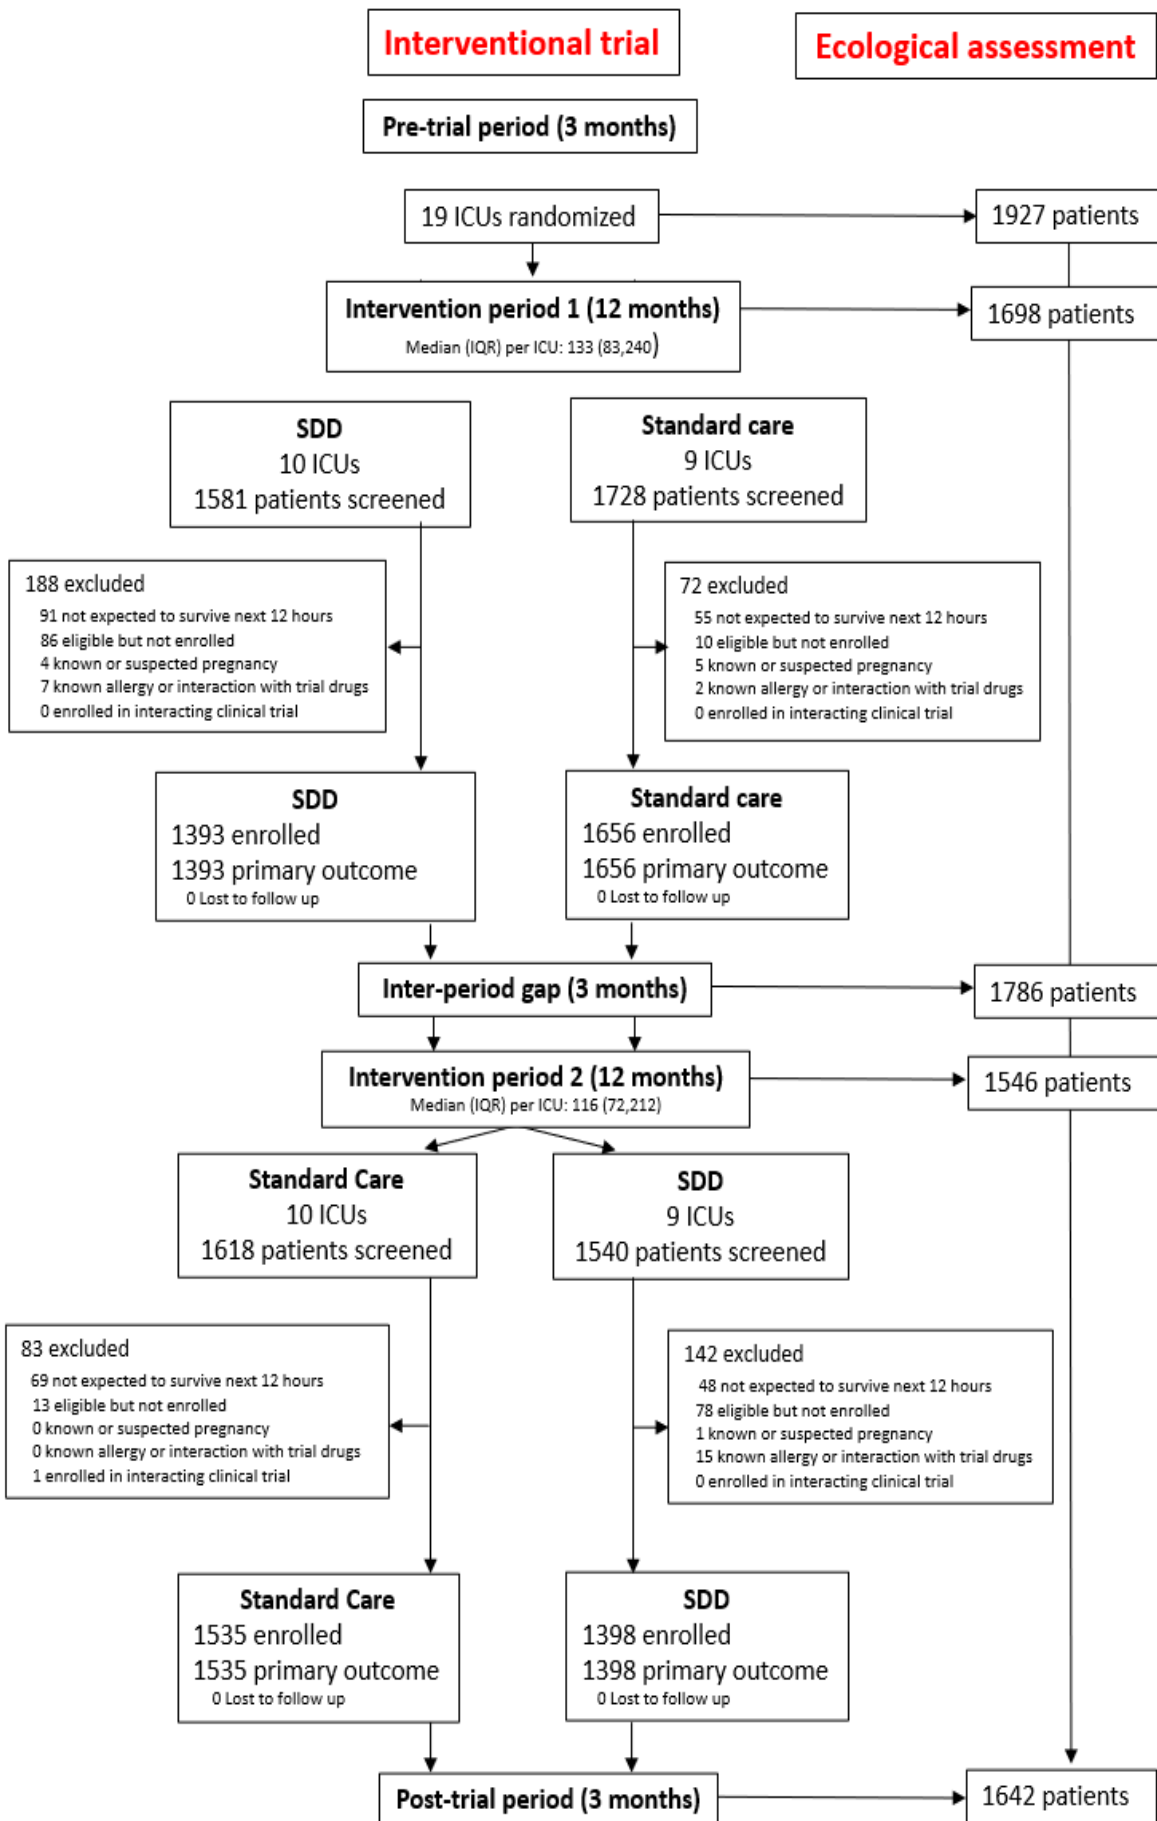 Interventional trial
Ecological assessment
Pre-trial period (3 months)
19 ICUs randomized
1927 patients
Intervention period 1 (12 months)
Median (IQR) per ICU: 133 (83,240)
1698 patients
SDD
10 ICUs
1581 patients screened
Standard care
9 ICUs
1728 patients screened
188 excluded
91 not expected to survive next 12 hours
86 eligible but not enrolled
4 known or suspected pregnancy
7 known allergy or interaction with trial drugs
0 enrolled in interacting clinical trial
72 excluded
55 not expected to survive next 12 hours
10 eligible but not enrolled
5 known or suspected pregnancy
2 known allergy or interaction with trial drugs
0 enrolled in interacting clinical trial
SDD
1393 enrolled
1393 primary outcome
0 Lost to follow up
Standard care
1656 enrolled
1656 primary outcome
0 Lost to follow up
Inter-period gap (3 months)
1786 patients
Intervention period 2 (12 months)
Median (IQR) per ICU: 116 (72,212)
1546 patients
Standard Care
10 ICUs
1618 patients screened
SDD
9 ICUs
1540 patients screened
83 excluded
69 not expected to survive next 12 hours
13 eligible but not enrolled
0 known or suspected pregnancy
0 known allergy or interaction with trial drugs
1 enrolled in interacting clinical trial
142 excluded
48 not expected to survive next 12 hours
78 eligible but not enrolled
1 known or suspected pregnancy
15 known allergy or interaction with trial drugs
0 enrolled in interacting clinical trial
Standard Care
1535 enrolled
1535 primary outcome
0 Lost to follow up
SDD
1398 enrolled
1398 primary outcome
0 Lost to follow up
Post-trial period (3 months)
1642 patients